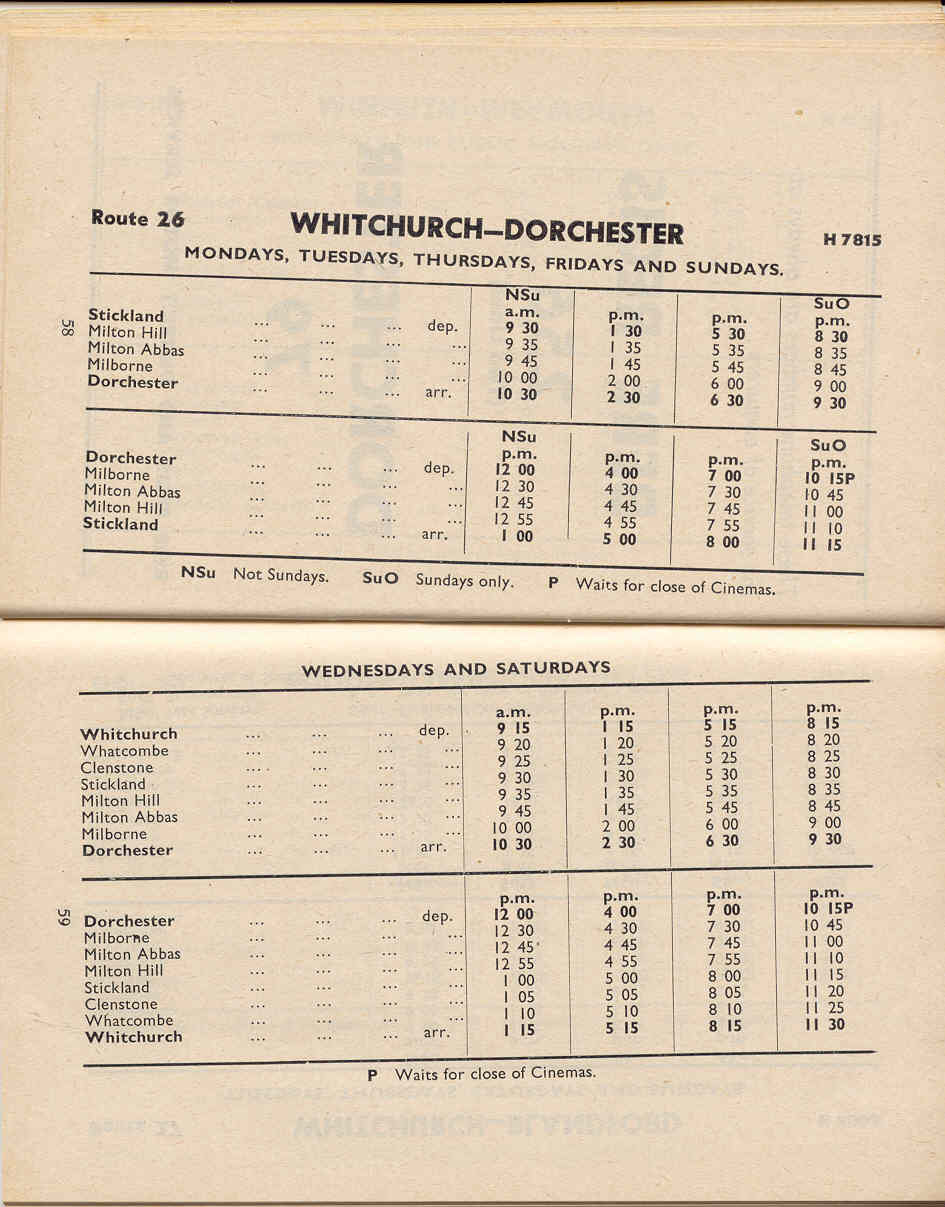 Route 26 WHITCHURCH—DORCHESTER H 7815
MONDAYS, TUESDAYS, THURSDAYS, FRIDAYS AND SUNDAYS.
NSu SuO
a.m. p.m. p.m. p.m.
Stickland ... ... ... dep. 9 30 1 30 5 30 8 30
Milton Hill ... ... ... ... 9 35 1 35 5 35 8 35
Milton Abbas ... ... ... ... 9 45 1 45 5 45 8 45
Milborne ... ... ... ... 10 00 2 00 6 00 9 00
Dorchester ... ... ... arr. 10 30 2 30 6 30 9 30
58
NSu SuO
p.m. p.m. p.m. p.m.
Dorchester ... ... ... dep. 12 00 4 00 7 00 10 15P
Milborne ... ... ... ... 12 30 4 30 7 30 10 45
Milton Abbas ... ... ... ... 12 45 4 45 7 45 11 00
Milton Hill ... ... ... ... 12 55 4 55 7 55 11 10
Stickland ... ... ... arr. 1 00 5 00 8 00 11 15
NSu Not Sundays. SuO Sundays only. P Waits for close of Cinemas.
WEDNESDAYS AND SATURDAYS
a.m. p.m. p.m. p.m.
Whitchurch ... ... ... dep. 9 15 1 15 5 15 8 15
Whatcombe ... ... ... ... 9 20 1 20 5 20 8 20
Clenstone ... ... ... ... 9 25 1 25 5 25 8 25
Stickland ... ... ... ... 9 30 1 30 5 30 8 30
Milton Hill ... ... ... ... 9 35 1 35 5 35 8 35
Milton Abbas ... ... ... ... 9 45 1 45 5 45 8 45
Milborne ... ... ... ... 10 00 2 00 6 00 9 00
Dorchester ... ... ... arr. 10 30 2 30 6 30 9 30
59
p.m. p.m. p.m. p.m.
Dorchester ... ... ... dep. 12 00 4 00 7 00 10 15P
Milborne ... ... ... ... 12 30 4 30 7 30 10 45
Milton Abbas ... ... ... ... 12 45 4 45 7 45 11 00
Milton Hill ... ... ... ... 12 55 4 55 7 55 11 10
Stickland ... ... ... ... 1 00 5 00 8 00 11 15
Clenstone ... ... ... ... 1 05 5 05 8 05 11 20
Whatcombe ... ... ... ... 1 10 5 10 8 10 11 25
Whitchurch ... ... ... arr. 1 15 5 15 8 15 11 30
P Waits for close of Cinemas.